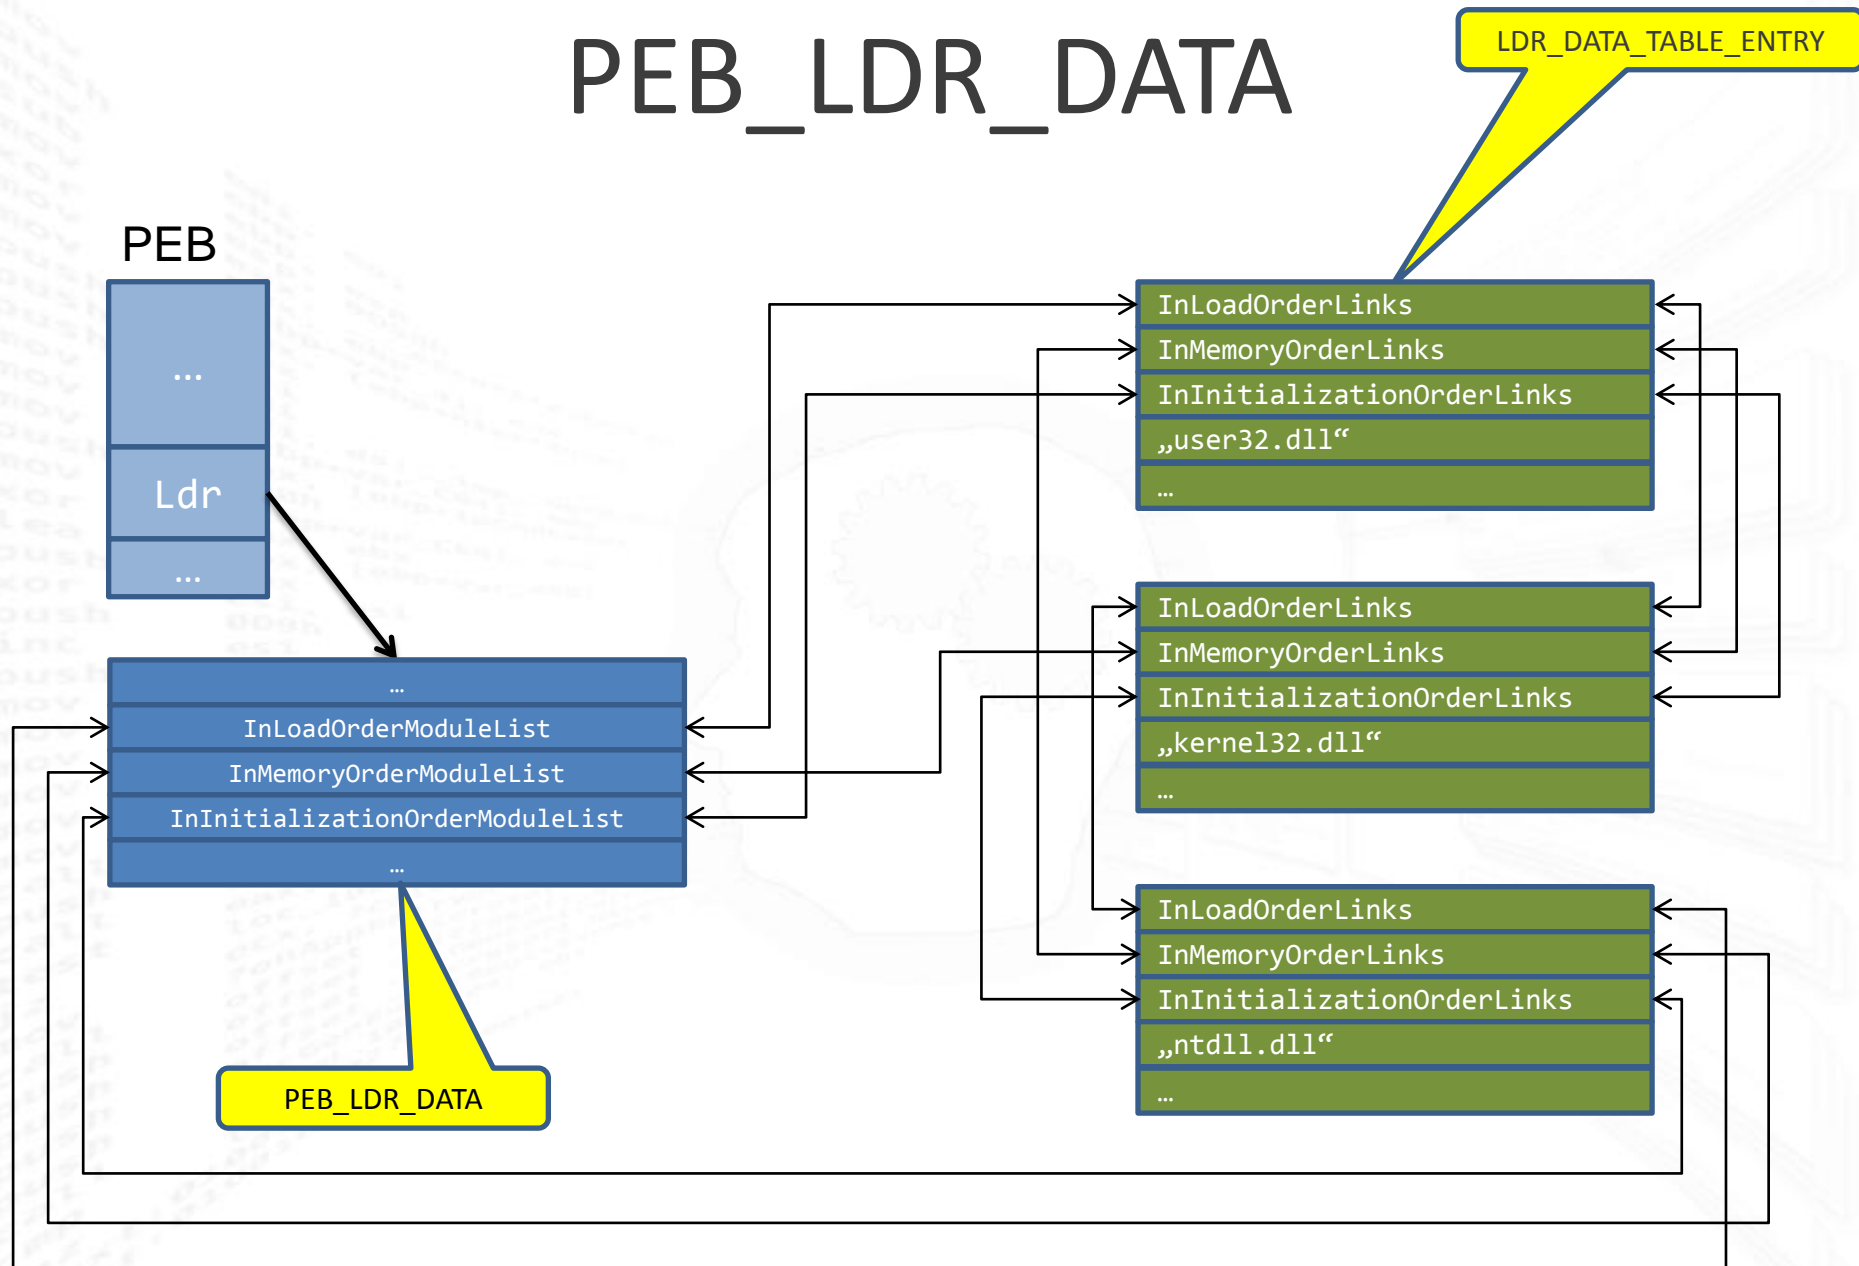 PEB_LDR_DATA
LDR_DATA_TABLE_ENTRY
PEB
...
Ldr
...
...
InLoadOrderModuleList
InMemoryOrderModuleList
InInitializationOrderModuleList
...
PEB_LDR_DATA
InLoadOrderLinks
InMemoryOrderLinks
InInitializationOrderLinks
„user32.dll“
...
InLoadOrderLinks
InMemoryOrderLinks
InInitializationOrderLinks
„kernel32.dll“
...
InLoadOrderLinks
InMemoryOrderLinks
InInitializationOrderLinks
„ntdll.dll“
...